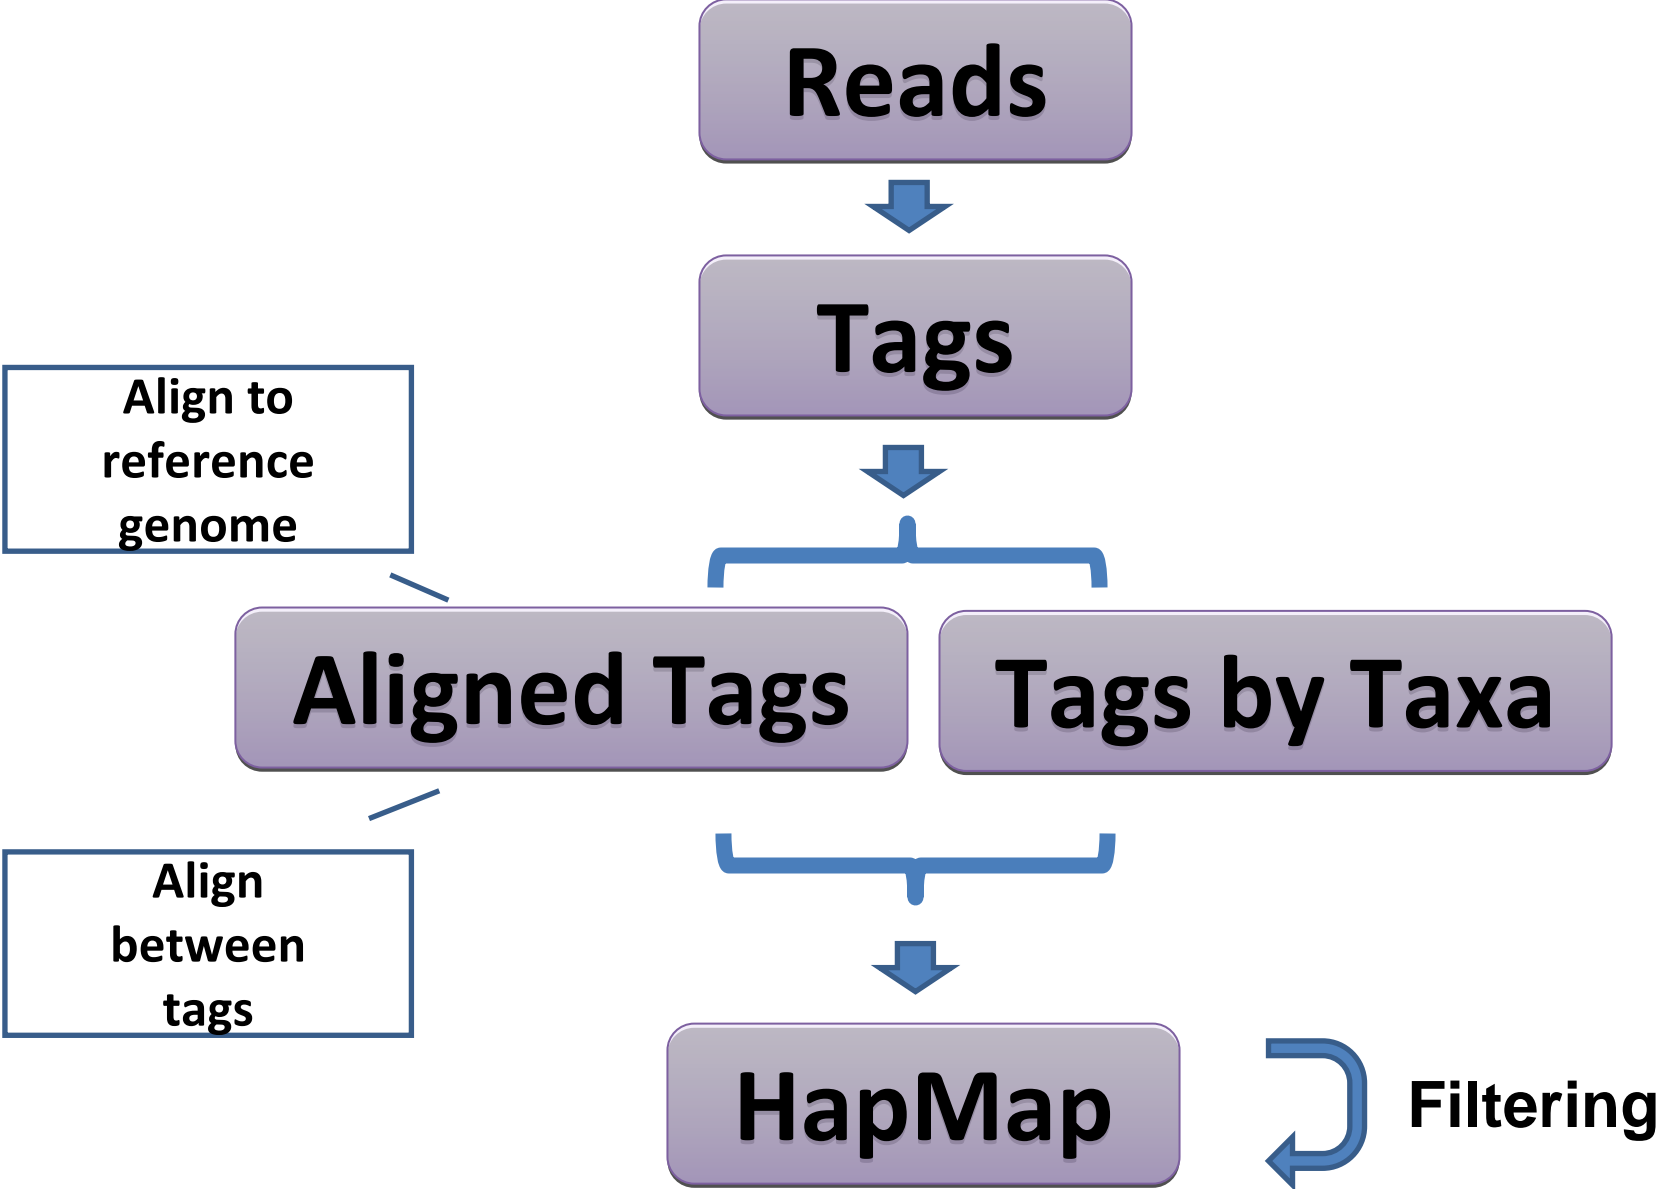 Reads
Tags
Align to
reference
genome
Aligned Tags
Tags by Taxa
Align
between
tags
HapMap
Filtering